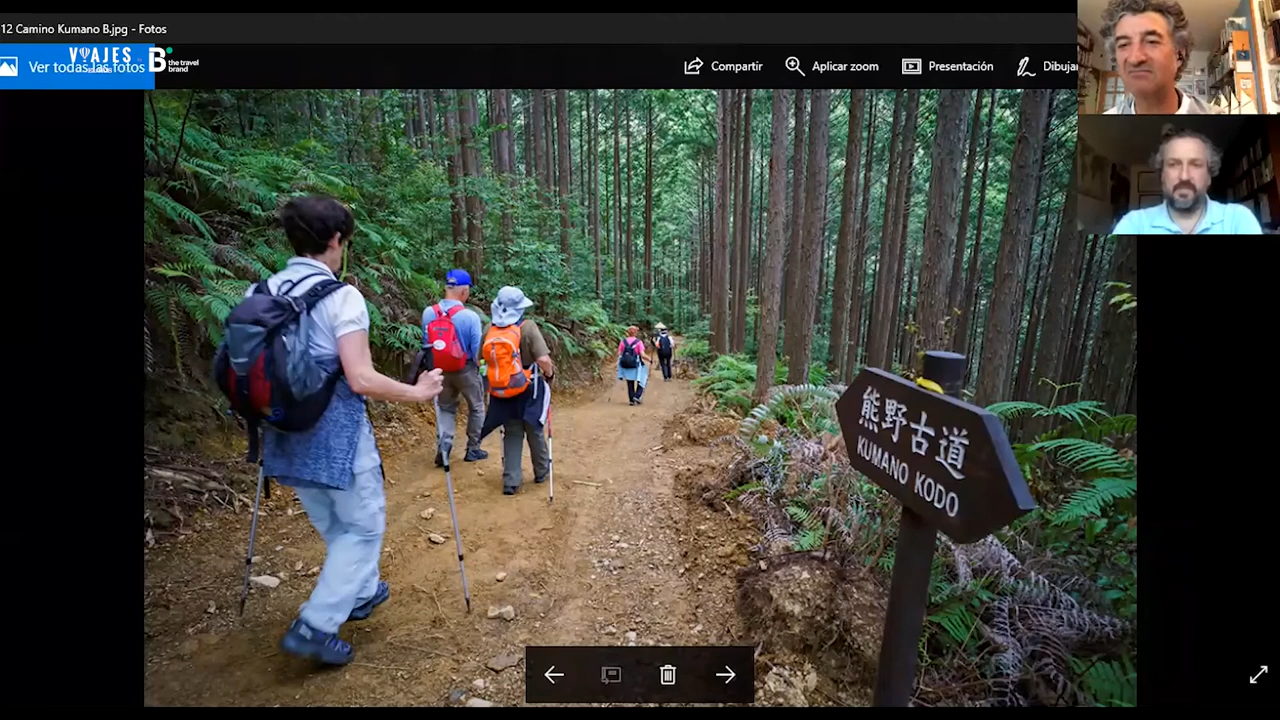 12 Camino Kumano B.jpg - Fotos
Ver todas las fotos
VIAJES
B the travel
brand
Compartir
Aplicar zoom
Presentación
Dibujar
熊野古道
KUMANO KODO